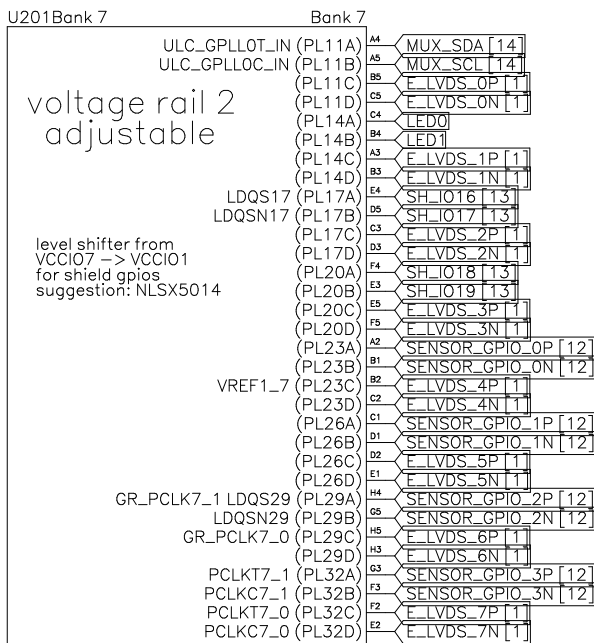 U201Bank 7 Bank 7
voltage rail 2
adjustable
level shifter from
VCCIO7 -> VCCIO1
for shield gpios
suggestion: NLSX5014
ULC_GPLL0T_IN (PL11A) A4 MUX_SDA [14]
ULC_GPLL0C_IN (PL11B) A5 MUX_SCL [14]
(PL11C) B5 E_LVDS_0P [1]
(PL11D) C5 E_LVDS_0N [1]
(PL14A) C4 LED0
(PL14B) B4 LED1
(PL14C) A3 E_LVDS_1P [1]
(PL14D) B3 E_LVDS_1N [1]
LDQS17 (PL17A) E4 SH_IO16 [13]
LDQSN17 (PL17B) D5 SH_IO17 [13]
(PL17C) C3 E_LVDS_2P [1]
(PL17D) D3 E_LVDS_2N [1]
(PL20A) F4 SH_IO18 [13]
(PL20B) E3 SH_IO19 [13]
(PL20C) E5 E_LVDS_3P [1]
(PL20D) F5 E_LVDS_3N [1]
(PL23A) A2 SENSOR_GPIO_0P [12]
(PL23B) B1 SENSOR_GPIO_0N [12]
VREF1_7 (PL23C) B2 E_LVDS_4P [1]
(PL23D) C2 E_LVDS_4N [1]
(PL26A) C1 SENSOR_GPIO_1P [12]
(PL26B) D1 SENSOR_GPIO_1N [12]
(PL26C) D2 E_LVDS_5P [1]
(PL26D) E1 E_LVDS_5N [1]
GR_PCLK7_1 LDQS29 (PL29A) H4 SENSOR_GPIO_2P [12]
LDQSN29 (PL29B) G5 SENSOR_GPIO_2N [12]
GR_PCLK7_0 (PL29C) H5 E_LVDS_6P [1]
(PL29D) H3 E_LVDS_6N [1]
PCLKT7_1 (PL32A) G3 SENSOR_GPIO_3P [12]
PCLKC7_1 (PL32B) F3 SENSOR_GPIO_3N [12]
PCLKT7_0 (PL32C) F2 E_LVDS_7P [1]
PCLKC7_0 (PL32D) E2 E_LVDS_7N [1]